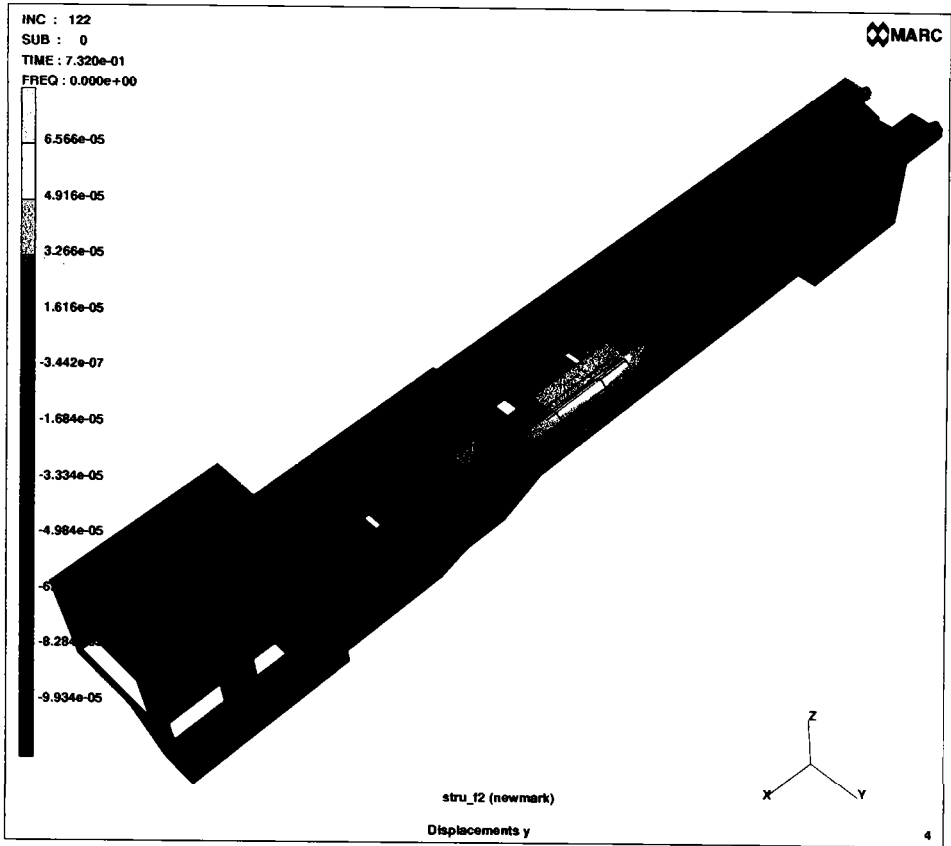 INC : 122
SUB : 0
TIME : 7.320e-01
FREQ : 0.000e+00
MARC
6.566e-05
4.916e-05
3.266e-05
1.616e-05
-3.442e-07
-1.684e-05
-3.334e-05
-4.984e-05
-8.284
-9.934e-05
Z
X
Y
stru_f2 (newmark)
Displacements y
4